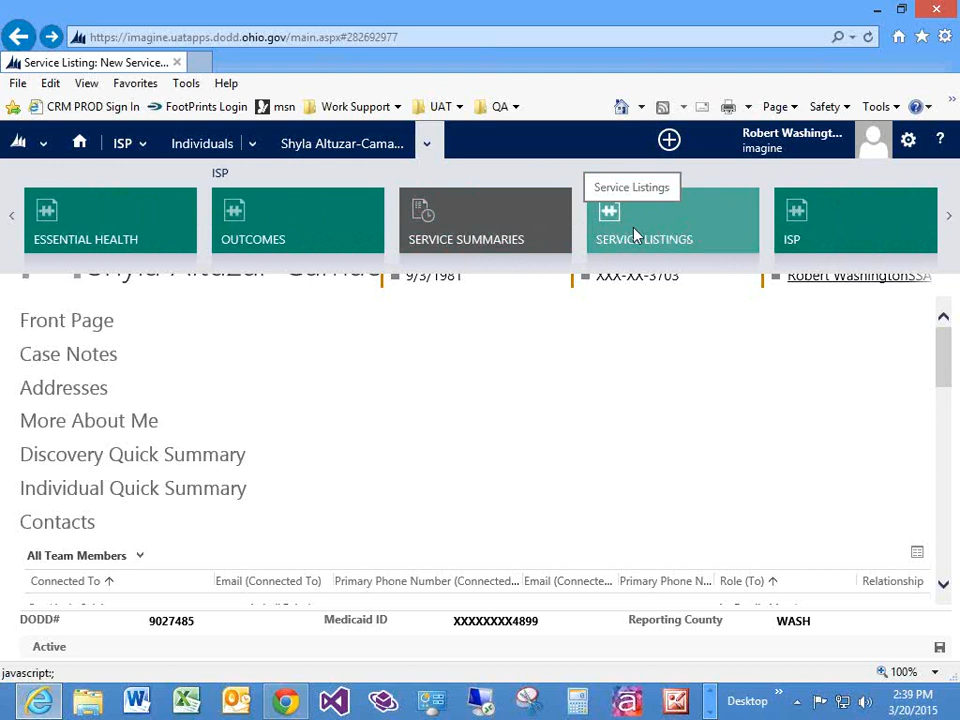 https://imagine.uatapps.dodd.ohio.gov/main.aspx#282692977
Service Listing: New Service...
File Edit View Favorites Tools Help
CRM PROD Sign In FootPrints Login msn Work Support UAT QA Page Safety Tools
ISP Individuals Shyla Altuzar-Cama... Robert Washingt...
imagine
ISP
Service Listings
ESSENTIAL HEALTH OUTCOMES SERVICE SUMMARIES SERVICE LISTINGS ISP
9/3/1981 XXX-XX-3703 Robert WashingtonSSA
Front Page
Case Notes
Addresses
More About Me
Discovery Quick Summary
Individual Quick Summary
Contacts
All Team Members
Connected To Email (Connected To) Primary Phone Number (Connected... Email (Connecte... Primary Phone N... Role (To) Relationship
DODD# 9027485 Medicaid ID XXXXXXXX4899 Reporting County WASH
Active
javascript:; 100%
Desktop 2:39 PM
3/20/2015